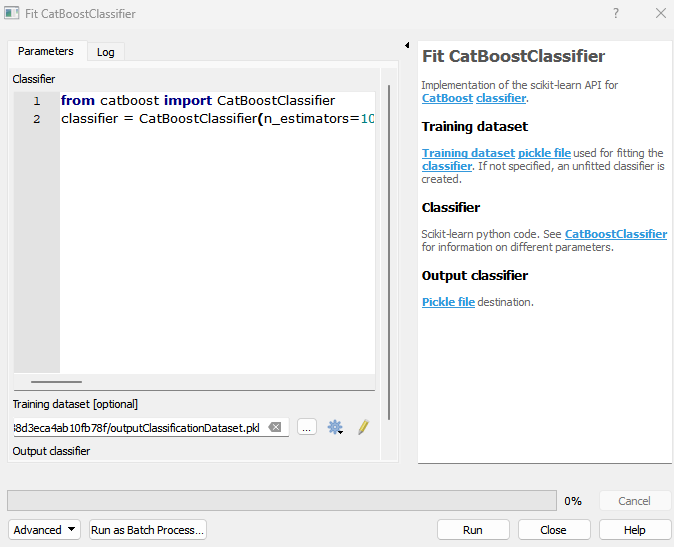 Fit CatBoostClassifier
?
Parameters
Log
Classifier
1 from catboost import CatBoostClassifier
2 classifier = CatBoostClassifier(n_estimators=10
Training dataset [optional]
8d3eca4ab10fb78f/outputClassificationDataset.pkl
...
Output classifier
Fit CatBoostClassifier
Implementation of the scikit-learn API for
CatBoost classifier.
Training dataset
Training dataset pickle file used for fitting the
classifier. If not specified, an unfitted classifier is
created.
Classifier
Scikit-learn python code. See CatBoostClassifier
for information on different parameters.
Output classifier
Pickle file destination.
0%
Cancel
Advanced
Run as Batch Process...
Run
Close
Help